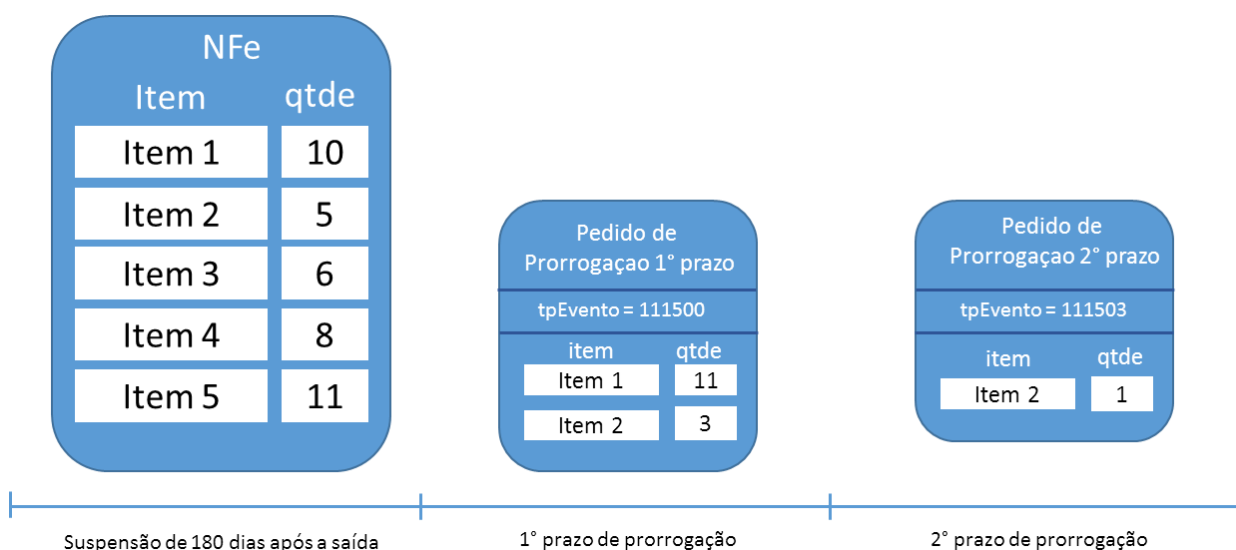 NFe
Item qtde
Item 1 10
Item 2 5
Item 3 6
Item 4 8
Item 5 11
Pedido de
Prorrogaçao 1° prazo
tpEvento = 111500
item qtde
Item 1 11
Item 2 3
Pedido de
Prorrogaçao 2° prazo
tpEvento = 111503
item qtde
Item 2 1
Suspensão de 180 dias após a saída
1° prazo de prorrogação
2° prazo de prorrogação